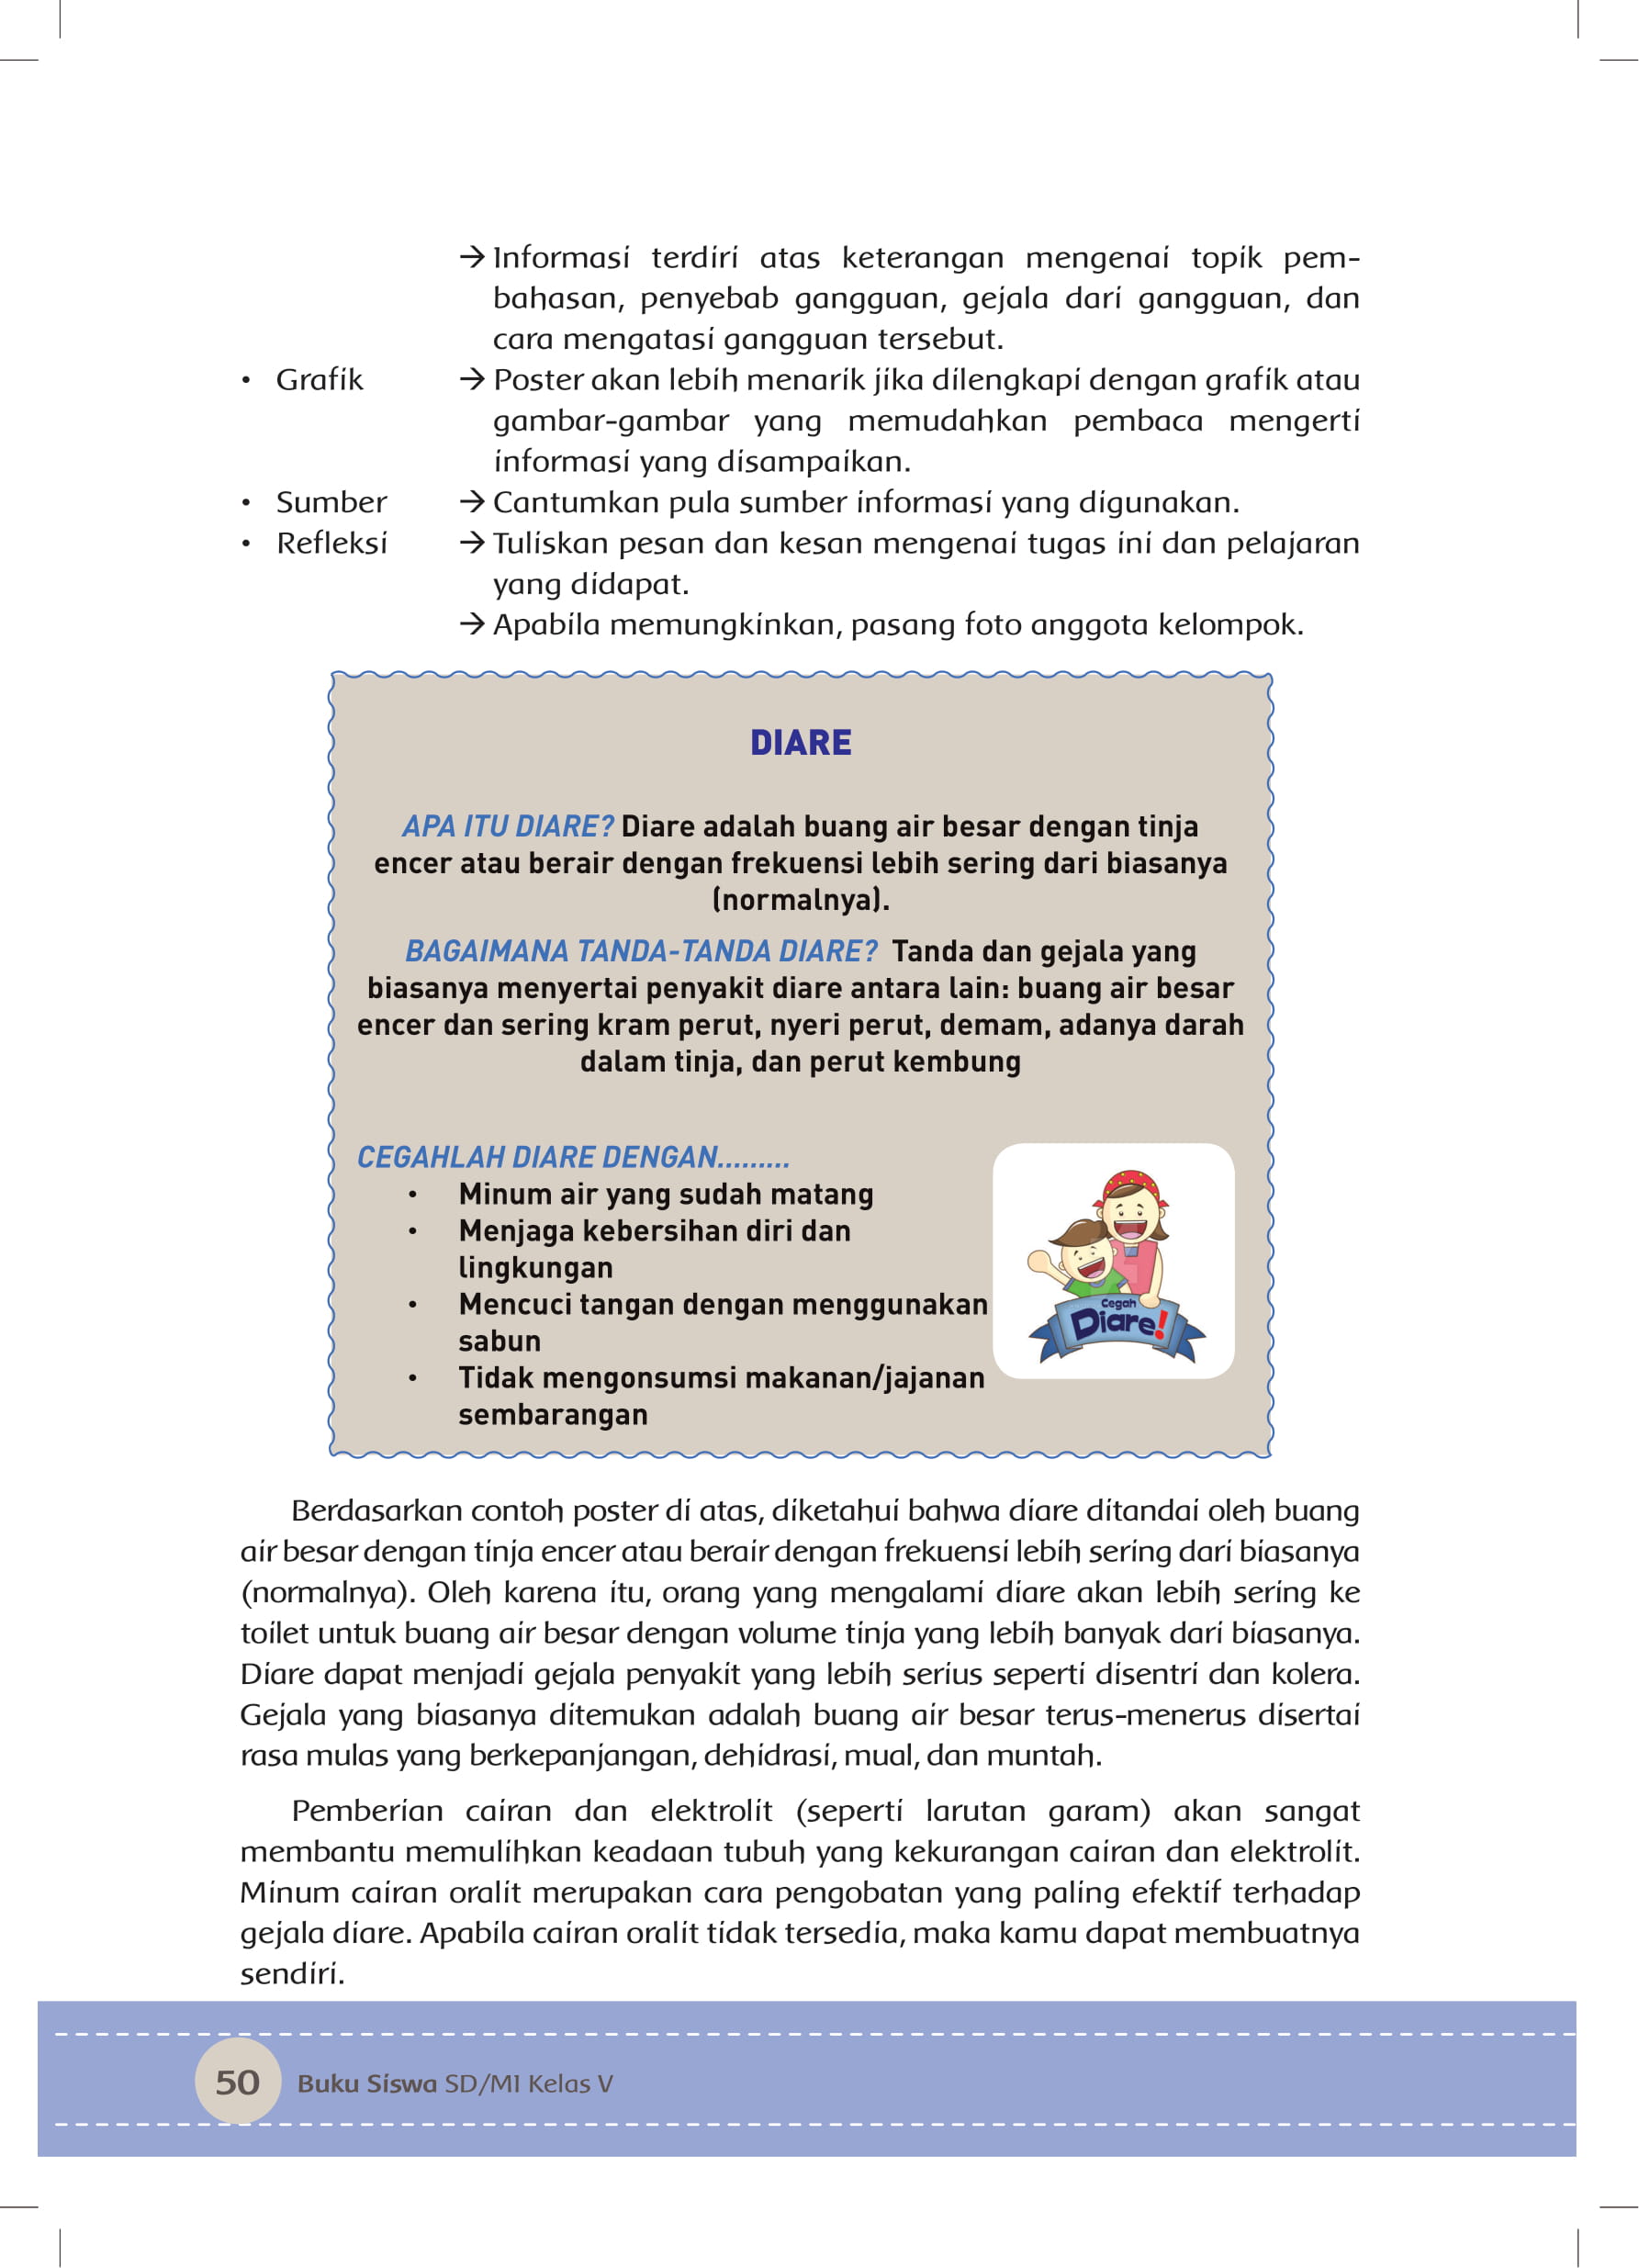 → Informasi terdiri atas keterangan mengenai topik pem-
bahasan, penyebab gangguan, gejala dari gangguan, dan
cara mengatasi gangguan tersebut.
• Grafik → Poster akan lebih menarik jika dilengkapi dengan grafik atau
gambar-gambar yang memudahkan pembaca mengerti
informasi yang disampaikan.
• Sumber → Cantumkan pula sumber informasi yang digunakan.
• Refleksi → Tuliskan pesan dan kesan mengenai tugas ini dan pelajaran
yang didapat.
→ Apabila memungkinkan, pasang foto anggota kelompok.
DIARE
APA ITU DIARE? Diare adalah buang air besar dengan tinja
encer atau berair dengan frekuensi lebih sering dari biasanya
(normalnya).
BAGAIMANA TANDA-TANDA DIARE? Tanda dan gejala yang
biasanya menyertai penyakit diare antara lain: buang air besar
encer dan sering kram perut, nyeri perut, demam, adanya darah
dalam tinja, dan perut kembung
CEGAHLAH DIARE DENGAN.........
• Minum air yang sudah matang
• Menjaga kebersihan diri dan
lingkungan
• Mencuci tangan dengan menggunakan
sabun
• Tidak mengonsumsi makanan/jajanan
sembarangan
Cegah
Diare!
Berdasarkan contoh poster di atas, diketahui bahwa diare ditandai oleh buang
air besar dengan tinja encer atau berair dengan frekuensi lebih sering dari biasanya
(normalnya). Oleh karena itu, orang yang mengalami diare akan lebih sering ke
toilet untuk buang air besar dengan volume tinja yang lebih banyak dari biasanya.
Diare dapat menjadi gejala penyakit yang lebih serius seperti disentri dan kolera.
Gejala yang biasanya ditemukan adalah buang air besar terus-menerus disertai
rasa mulas yang berkepanjangan, dehidrasi, mual, dan muntah.
Pemberian cairan dan elektrolit (seperti larutan garam) akan sangat
membantu memulihkan keadaan tubuh yang kekurangan cairan dan elektrolit.
Minum cairan oralit merupakan cara pengobatan yang paling efektif terhadap
gejala diare. Apabila cairan oralit tidak tersedia, maka kamu dapat membuatnya
sendiri.
50 Buku Siswa SD/MI Kelas V